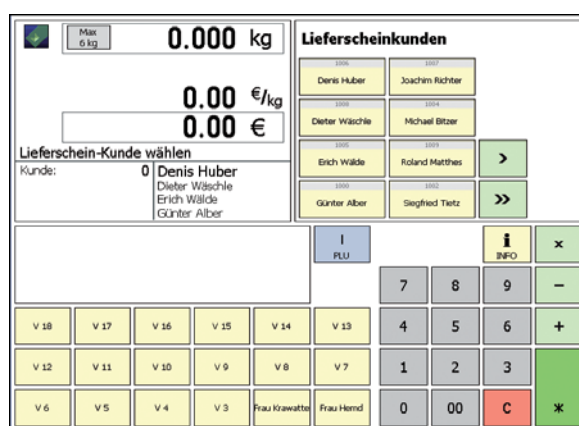 Max
6 kg
0.000 kg
0.00 €/kg
0.00 €
Lieferschein-Kunde wählen
Kunde: 0 Denis Huber
Dieter Wäschle
Erich Wälde
Günter Alber
Lieferscheinkunden
1006 1007
Denis Huber Joachim Richter
1008 1054
Dieter Wäschle Michael Bitzer
1005 1009
Erich Wälde Roland Matthes >
1000 1002
Günter Alber Siegfried Tietz >>
I
PLU
i
INFO
×
7 8 9 −
V 18 V 17 V 16 V 15 V 14 V 13 4 5 6 +
V 12 V 11 V 10 V 9 V 8 V 7 1 2 3
V 6 V 5 V 4 V 3 Frau Krawatte Frau Hemd 0 00 C *